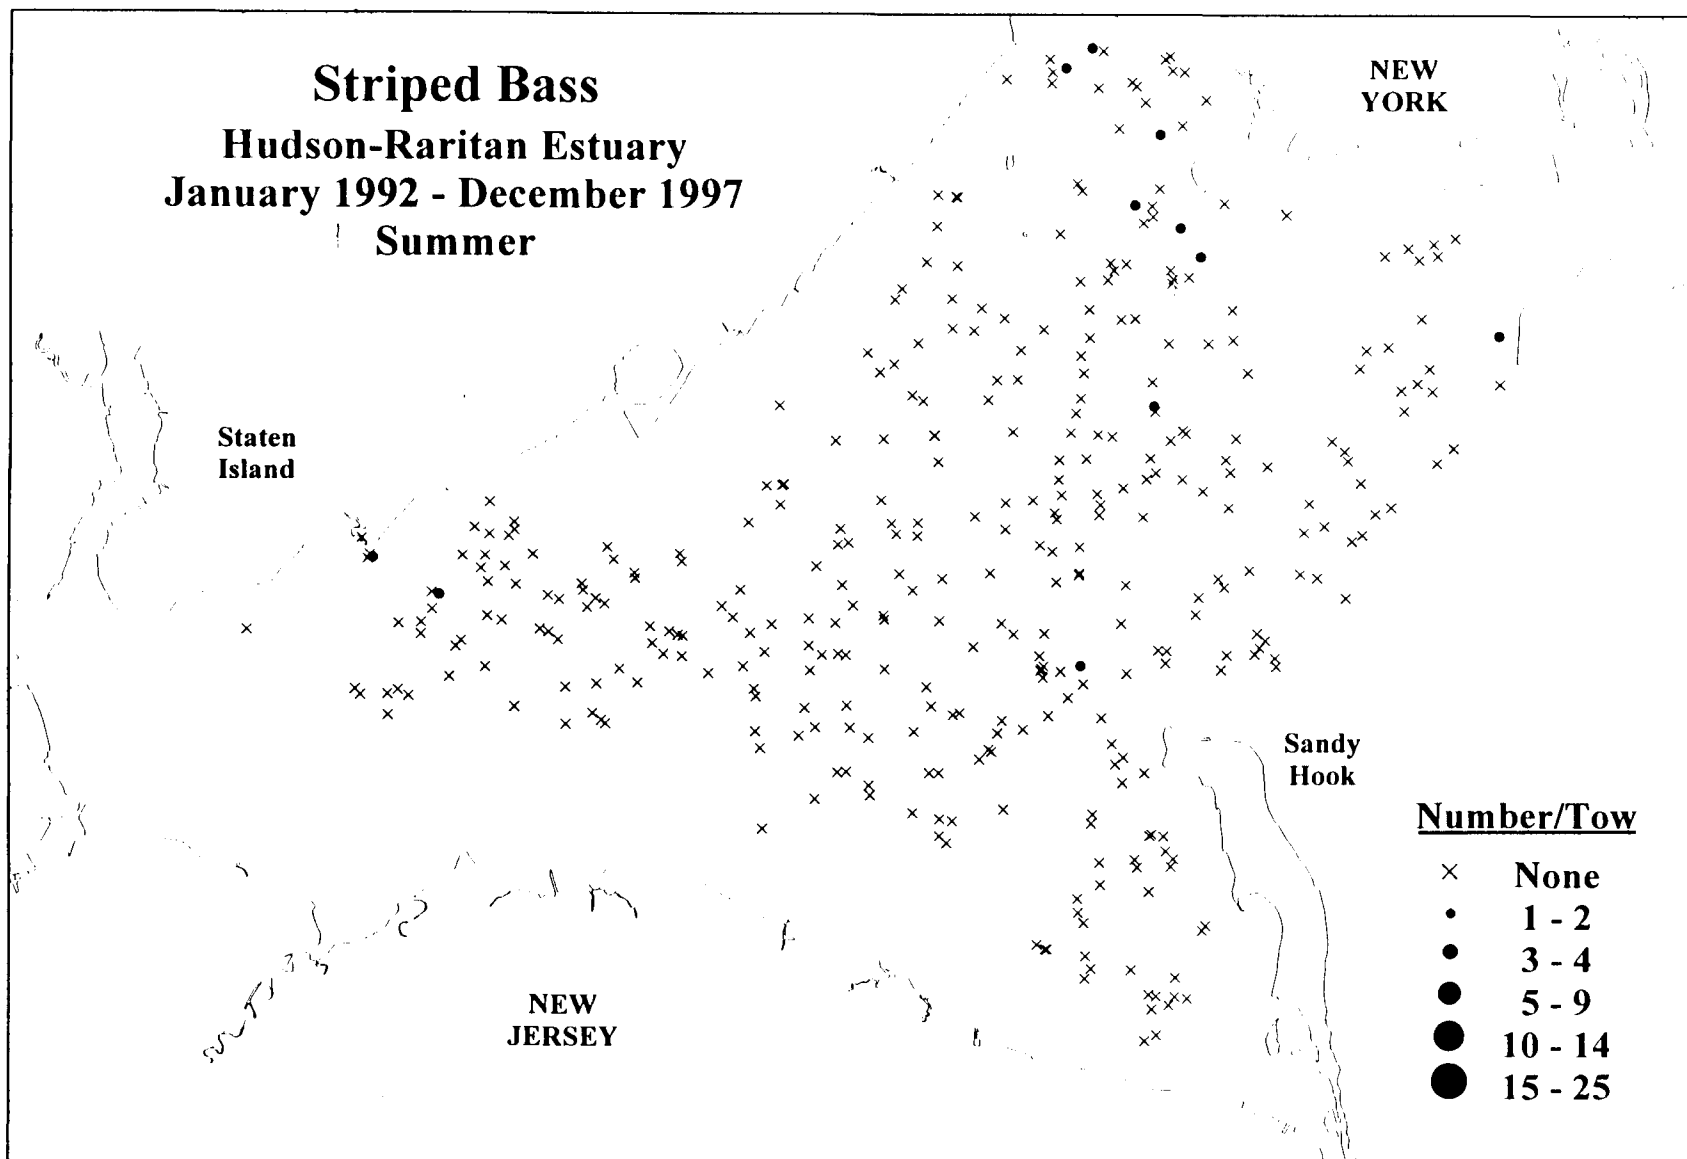 Striped Bass
Hudson-Raritan Estuary
January 1992 - December 1997
Summer
NEW
YORK
Staten
Island
Sandy
Hook
NEW
JERSEY
Number/Tow
None
1 - 2
3 - 4
5 - 9
10 - 14
15 - 25